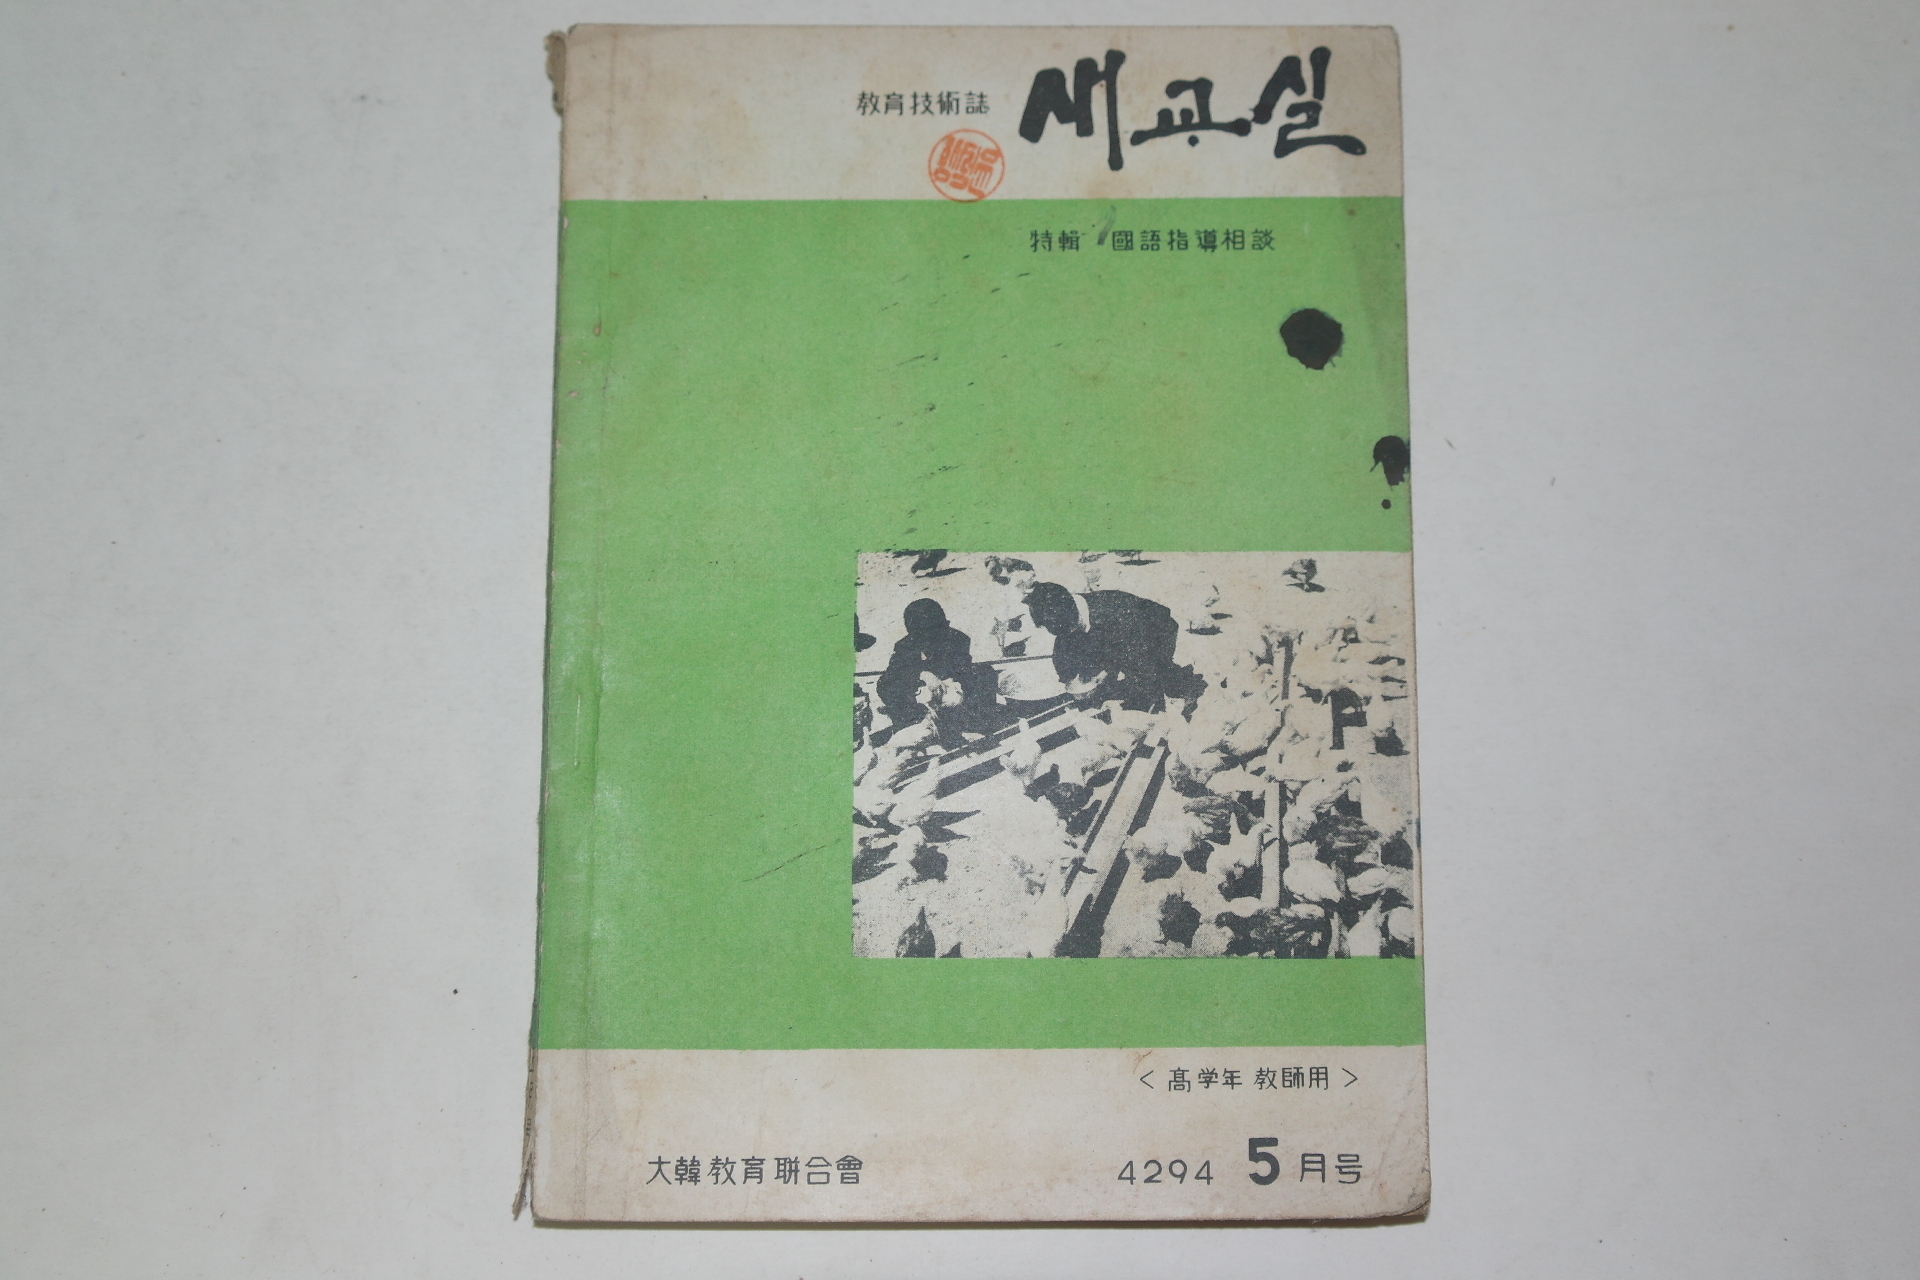 教育技術誌 새교실
特輯 國語指導相談
< 高学年 教師用 >
大韓教育聯合會 4294 5月号